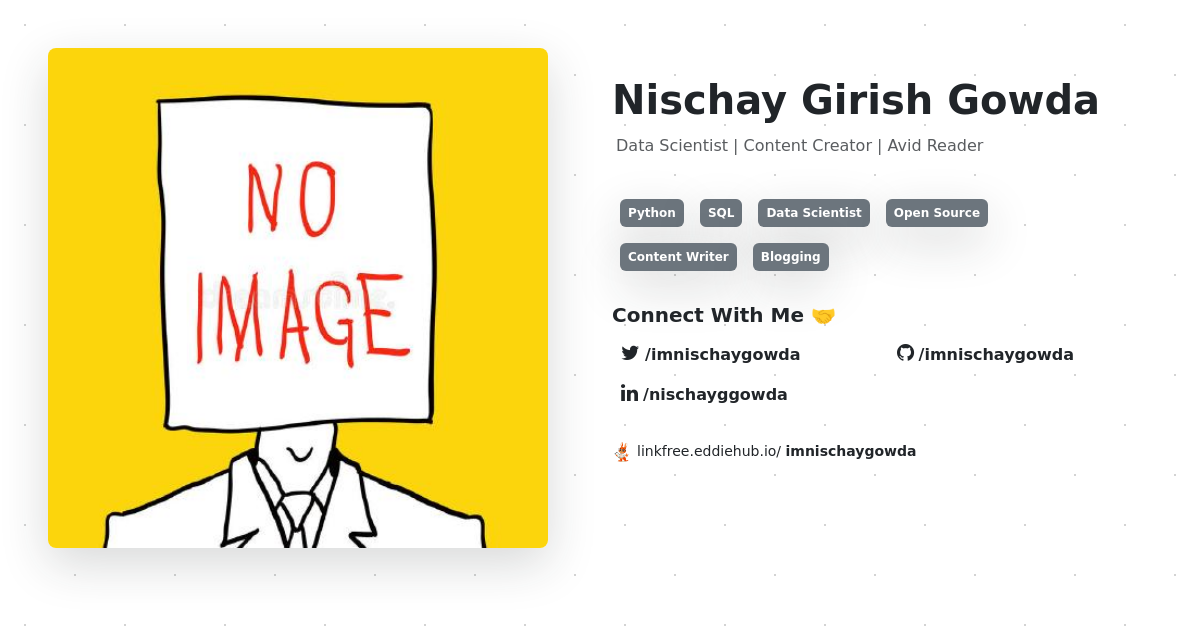 NO
IMAGE
Nischay Girish Gowda
Data Scientist | Content Creator | Avid Reader
Python SQL Data Scientist Open Source
Content Writer Blogging
Connect With Me 🤝
/imnischaygowda /imnischaygowda
in /nischayggowda
linkfree.eddiehub.io/ imnischaygowda